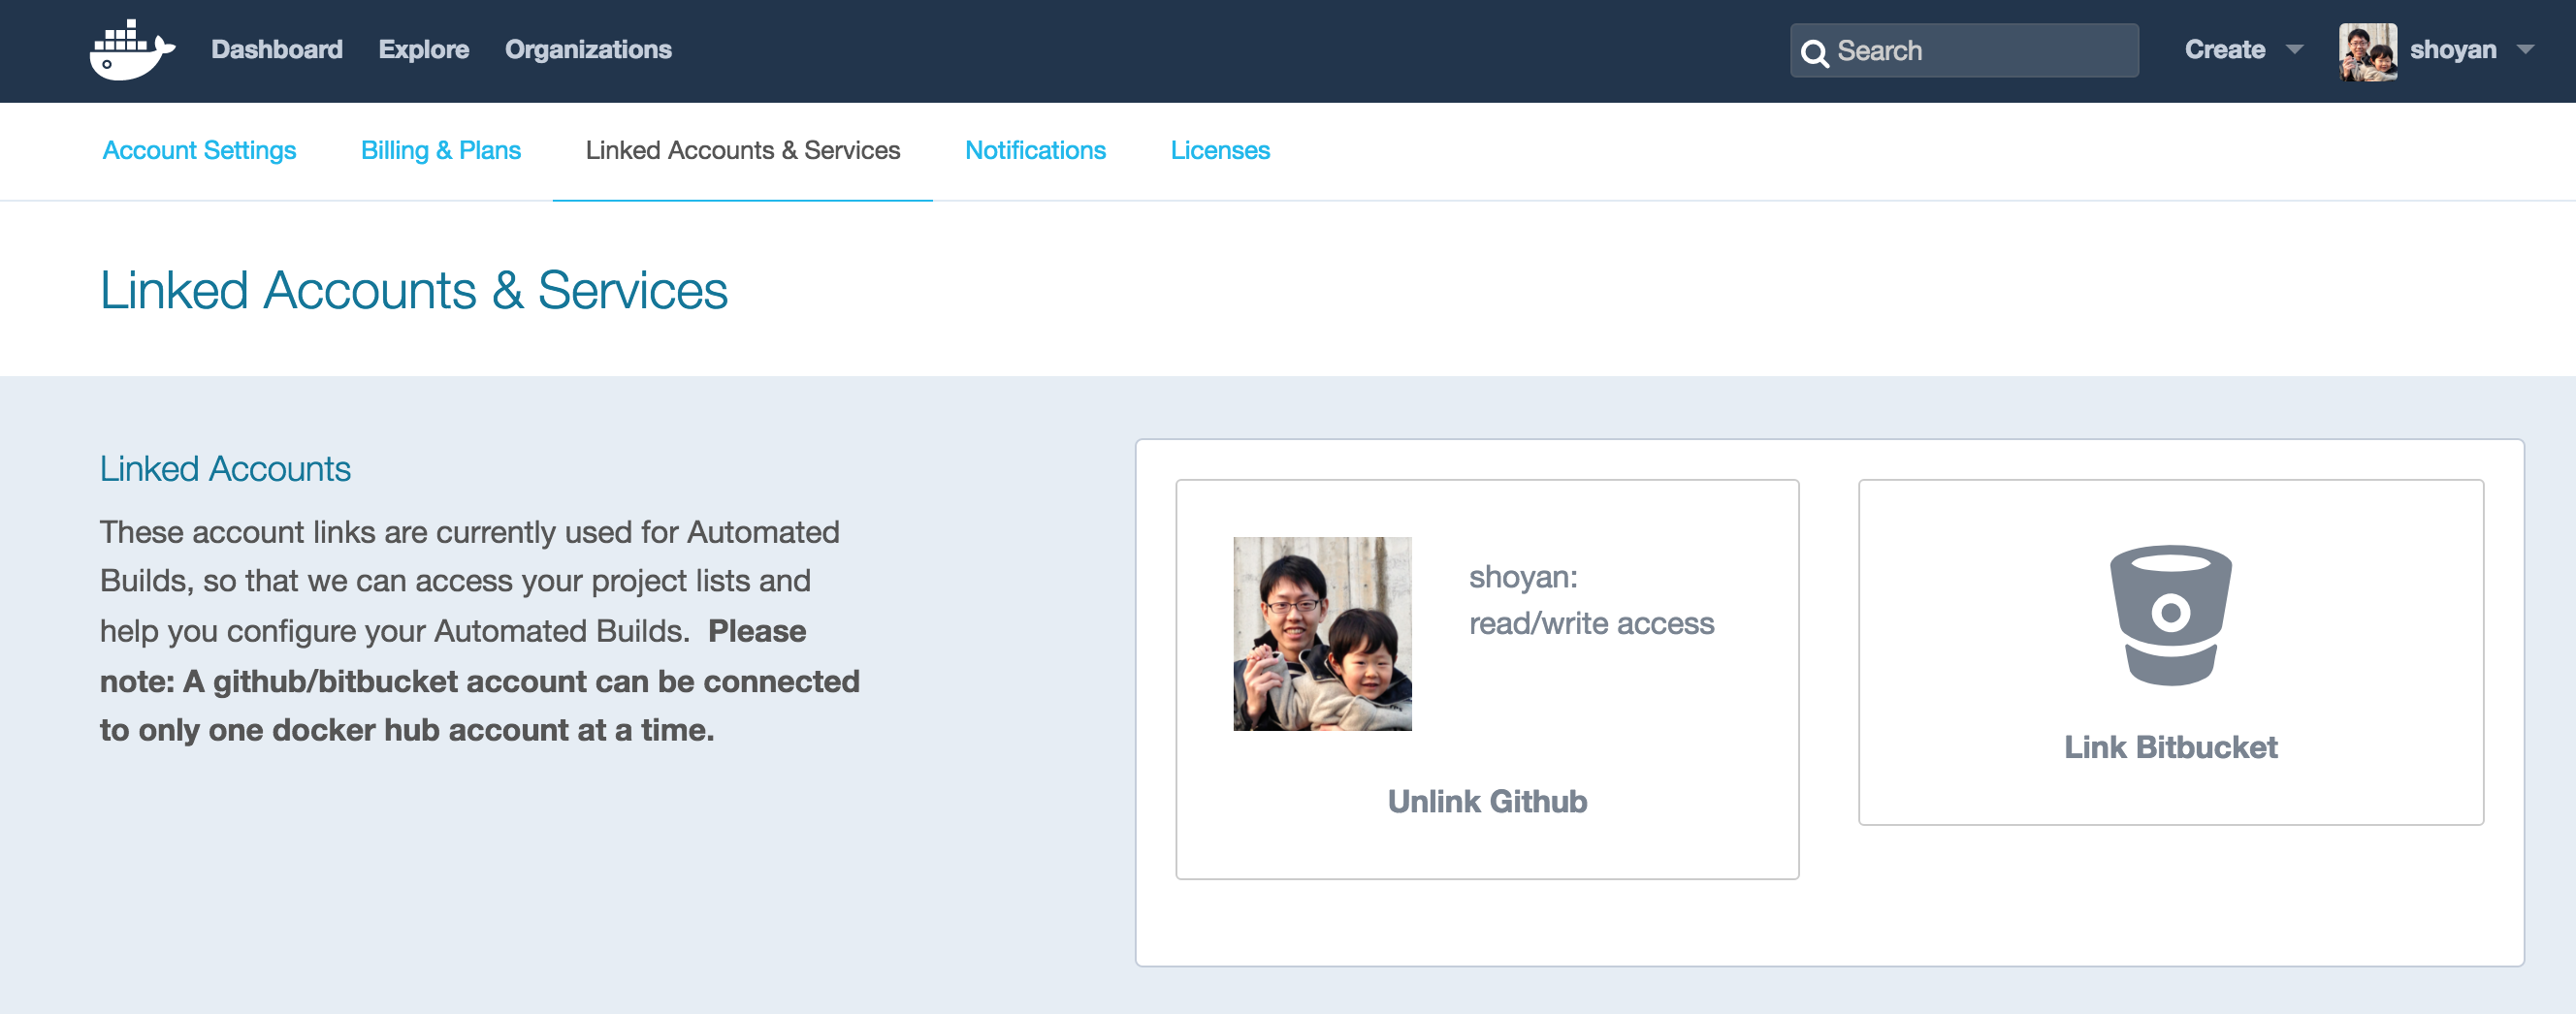 Dashboard Explore Organizations Search Create shoyan
Account Settings Billing & Plans Linked Accounts & Services Notifications Licenses
Linked Accounts & Services
Linked Accounts
These account links are currently used for Automated
Builds, so that we can access your project lists and
help you configure your Automated Builds. Please
note: A github/bitbucket account can be connected
to only one docker hub account at a time.
shoyan:
read/write access
Unlink Github
Link Bitbucket